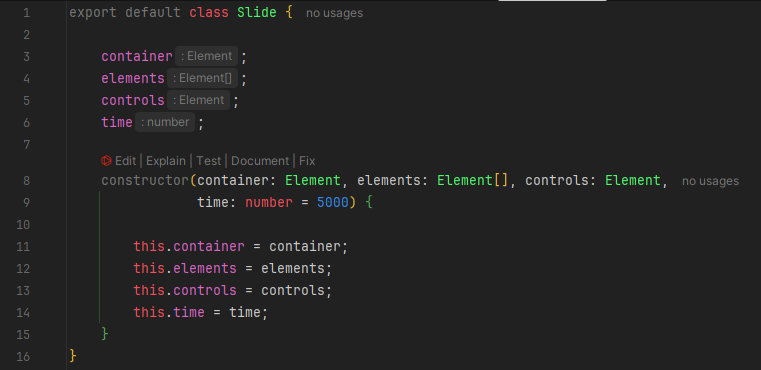 1 export default class Slide { no usages
2
3 container : Element ;
4 elements : Element[] ;
5 controls : Element ;
6 time : number ;
7
Edit | Explain | Test | Document | Fix
8 constructor(container: Element, elements: Element[], controls: Element, no usages
9 time: number = 5000) {
10
11 this.container = container;
12 this.elements = elements;
13 this.controls = controls;
14 this.time = time;
15 }
16 }